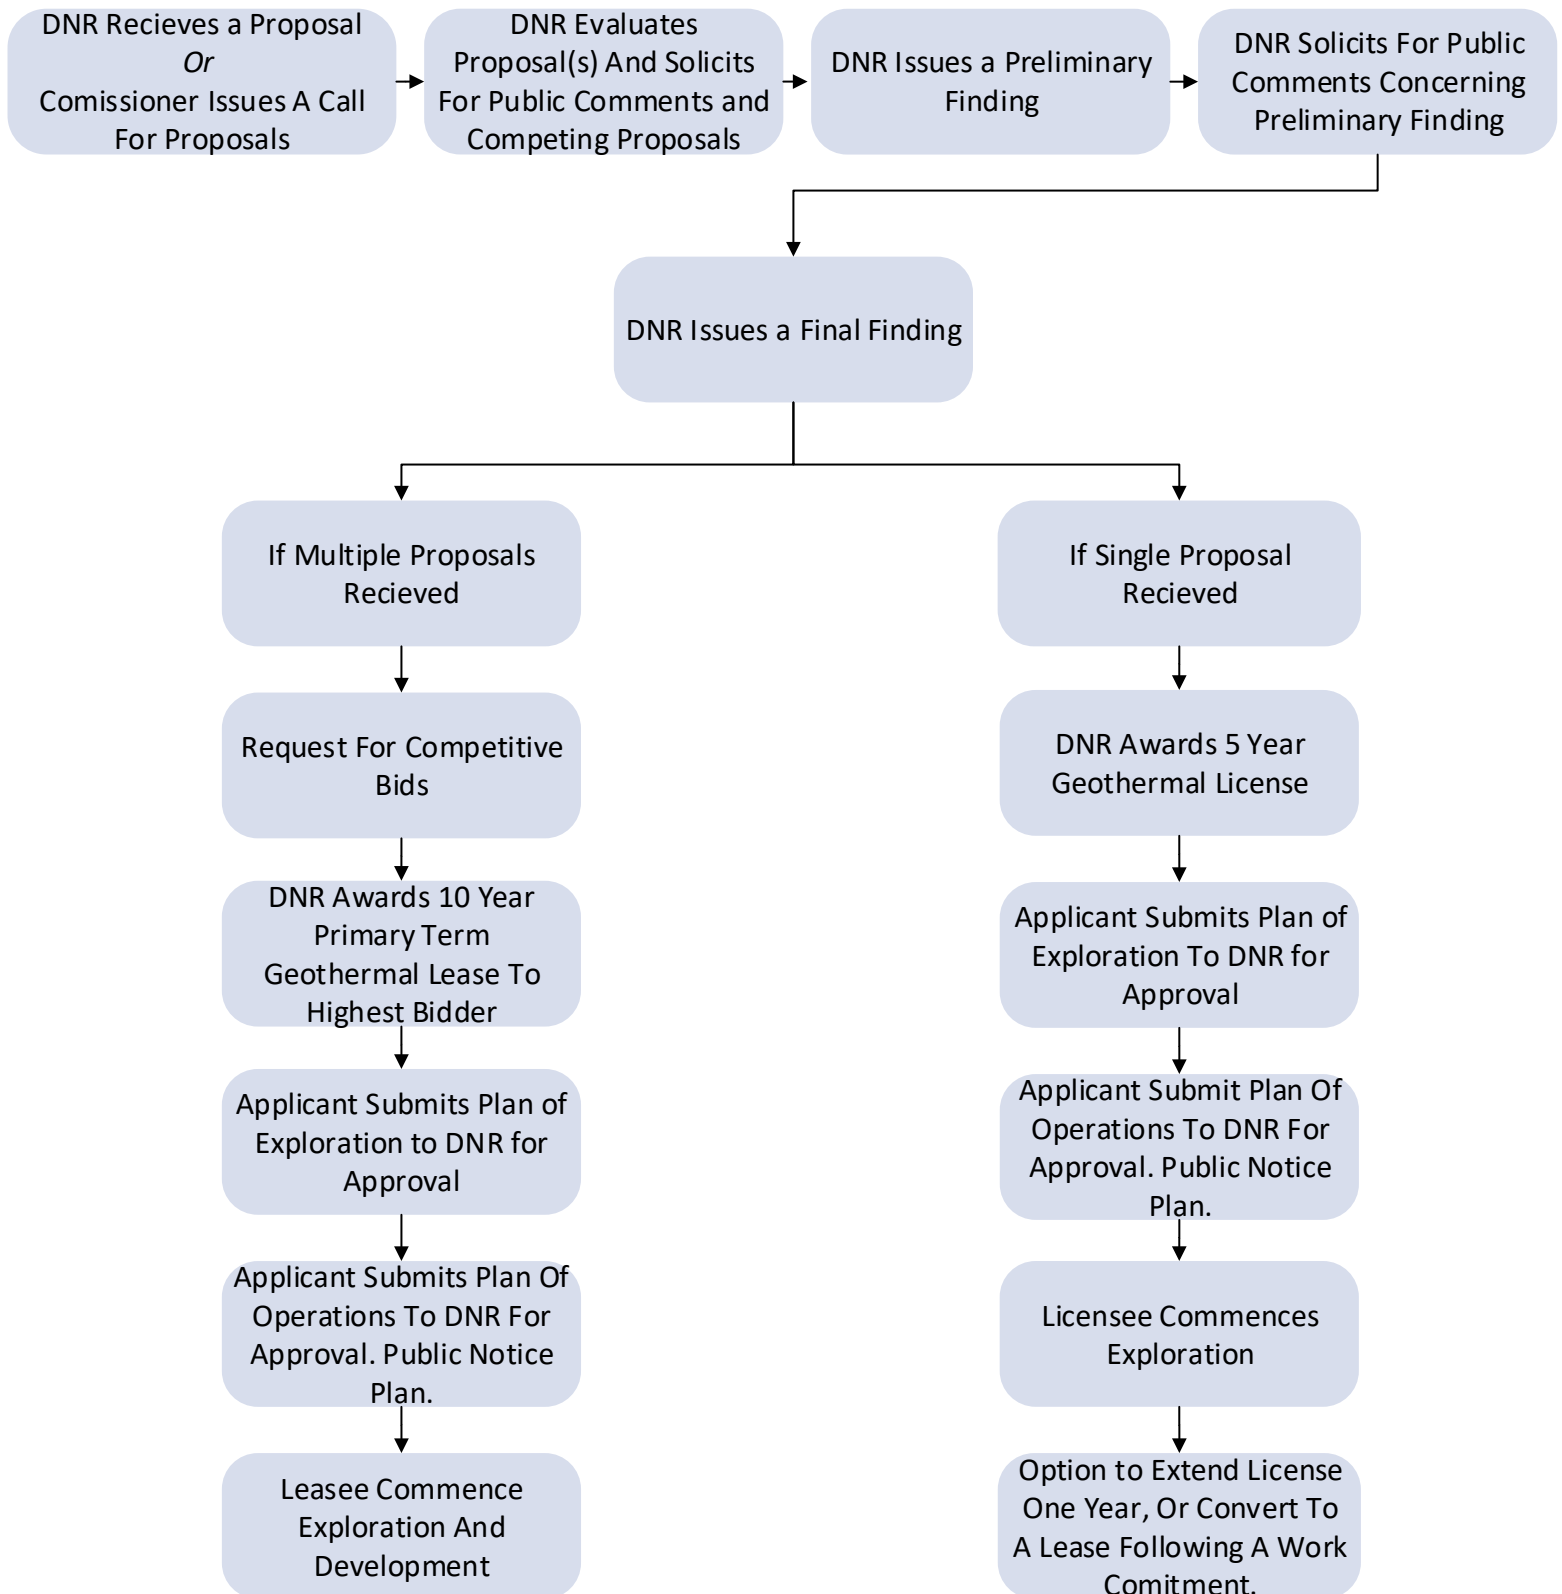 DNR Recieves a Proposal
Or
Comissioner Issues A Call
For Proposals
DNR Evaluates
Proposal(s) And Solicits
For Public Comments and
Competing Proposals
DNR Issues a Preliminary
Finding
DNR Solicits For Public
Comments Concerning
Preliminary Finding
DNR Issues a Final Finding
If Multiple Proposals
Recieved
Request For Competitive
Bids
DNR Awards 10 Year
Primary Term
Geothermal Lease To
Highest Bidder
Applicant Submits Plan of
Exploration to DNR for
Approval
Applicant Submits Plan Of
Operations To DNR For
Approval. Public Notice
Plan.
Leasee Commence
Exploration And
Development
If Single Proposal
Recieved
DNR Awards 5 Year
Geothermal License
Applicant Submits Plan of
Exploration To DNR for
Approval
Applicant Submit Plan Of
Operations To DNR For
Approval. Public Notice
Plan.
Licensee Commences
Exploration
Option to Extend License
One Year, Or Convert To
A Lease Following A Work
Comitment.